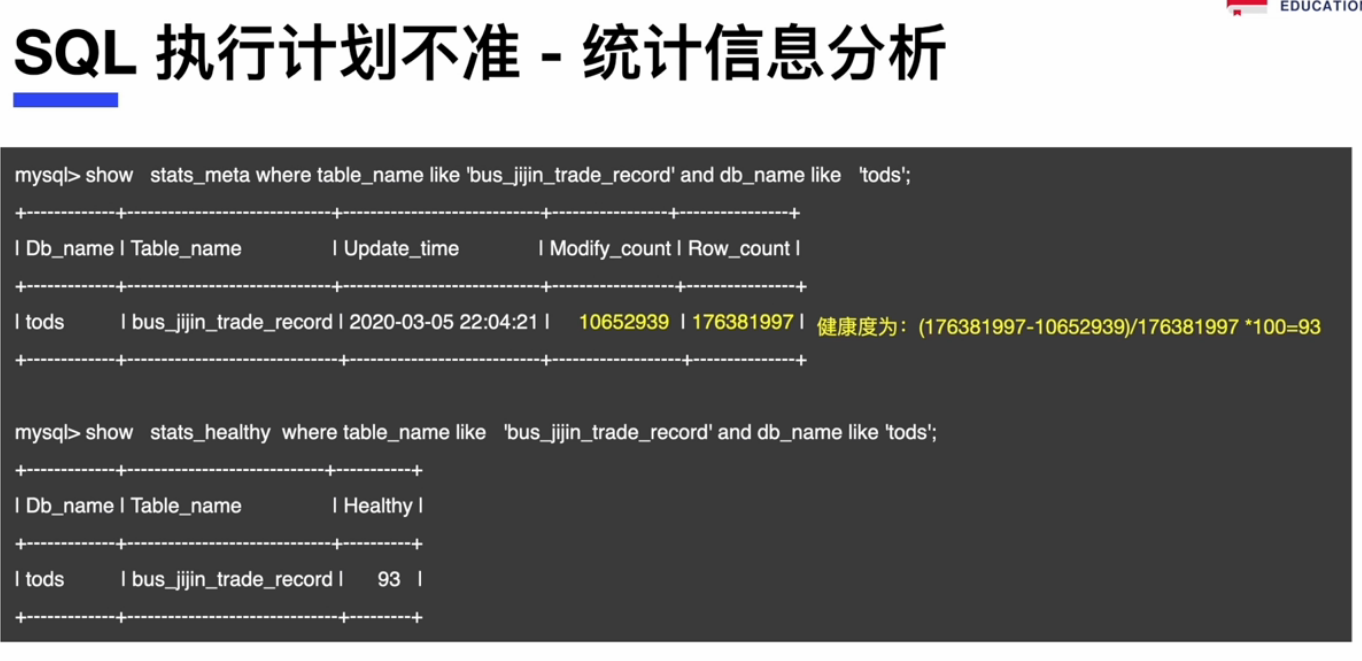 EDUCATION
SQL 执行计划不准 - 统计信息分析
mysql> show stats_meta where table_name like 'bus_jijin_trade_record' and db_name like 'tods';
+-------------+-------------------------------+------------------------------+-----------------+----------------+
| Db_name | Table_name | Update_time | Modify_count | Row_count |
+-------------+-------------------------------+------------------------------+------------------+----------------+
| tods | bus_jijin_trade_record | 2020-03-05 22:04:21 | 10652939 | 176381997 | 健康度为：(176381997-10652939)/176381997 *100=93
+-------------+--------------------------------+------------------------------+-------------------+----------------+
mysql> show stats_healthy where table_name like 'bus_jijin_trade_record' and db_name like 'tods';
+-------------+------------------------------+-----------+
| Db_name | Table_name | Healthy |
+-------------+-------------------------------+----------+
| tods | bus_jijin_trade_record | 93 |
+-------------+--------------------------------+---------+